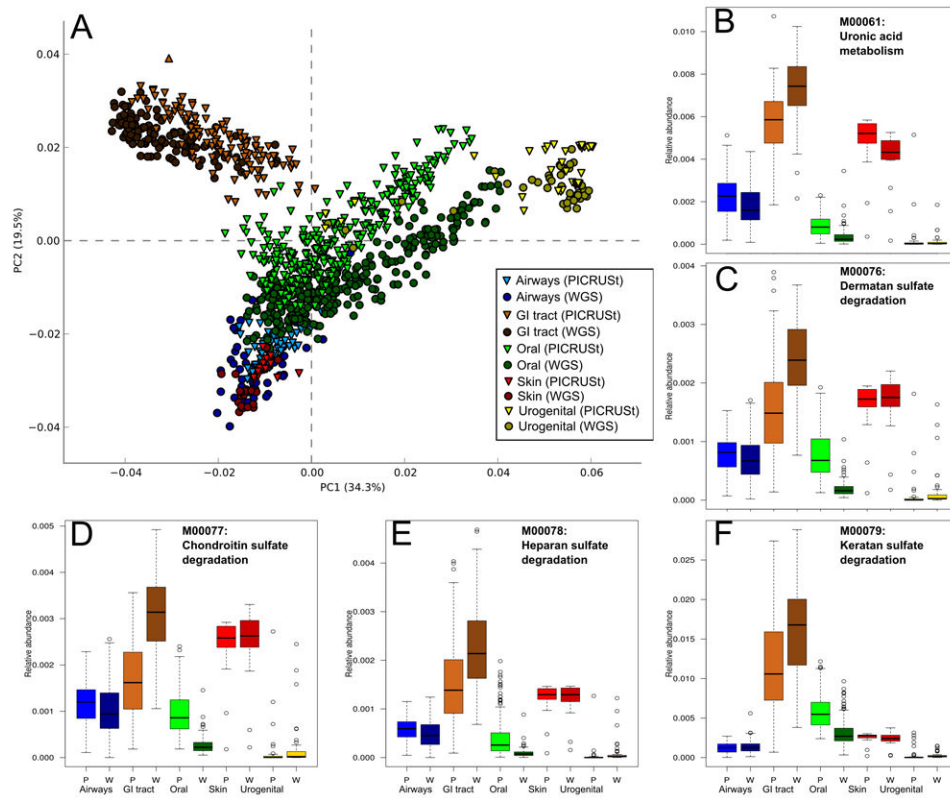 A
0.04
0.02
0.00
−0.02
−0.04
PC2 (19.5%)
−0.04
−0.02
0.00
0.02
0.04
0.06
PC1 (34.3%)
Airways (PICRUSt)
Airways (WGS)
GI tract (PICRUSt)
GI tract (WGS)
Oral (PICRUSt)
Oral (WGS)
Skin (PICRUSt)
Skin (WGS)
Urogenital (PICRUSt)
Urogenital (WGS)
B
M00061:
Uronic acid
metabolism
Relative abundance
0.010
0.008
0.006
0.004
0.002
0.000
C
M00076:
Dermatan sulfate
degradation
Relative abundance
0.004
0.003
0.002
0.001
0.000
D
M00077:
Chondroitin sulfate
degradation
Relative abundance
0.005
0.004
0.003
0.002
0.001
0.000
P W P W P W P W P W
Airways GI tract Oral Skin Urogenital
E
M00078:
Heparan sulfate
degradation
Relative abundance
0.004
0.003
0.002
0.001
0.000
P W P W P W P W P W
Airways GI tract Oral Skin Urogenital
F
M00079:
Keratan sulfate
degradation
Relative abundance
0.030
0.025
0.020
0.015
0.010
0.005
0.000
P W P W P W P W P W
Airways GI tract Oral Skin Urogenital